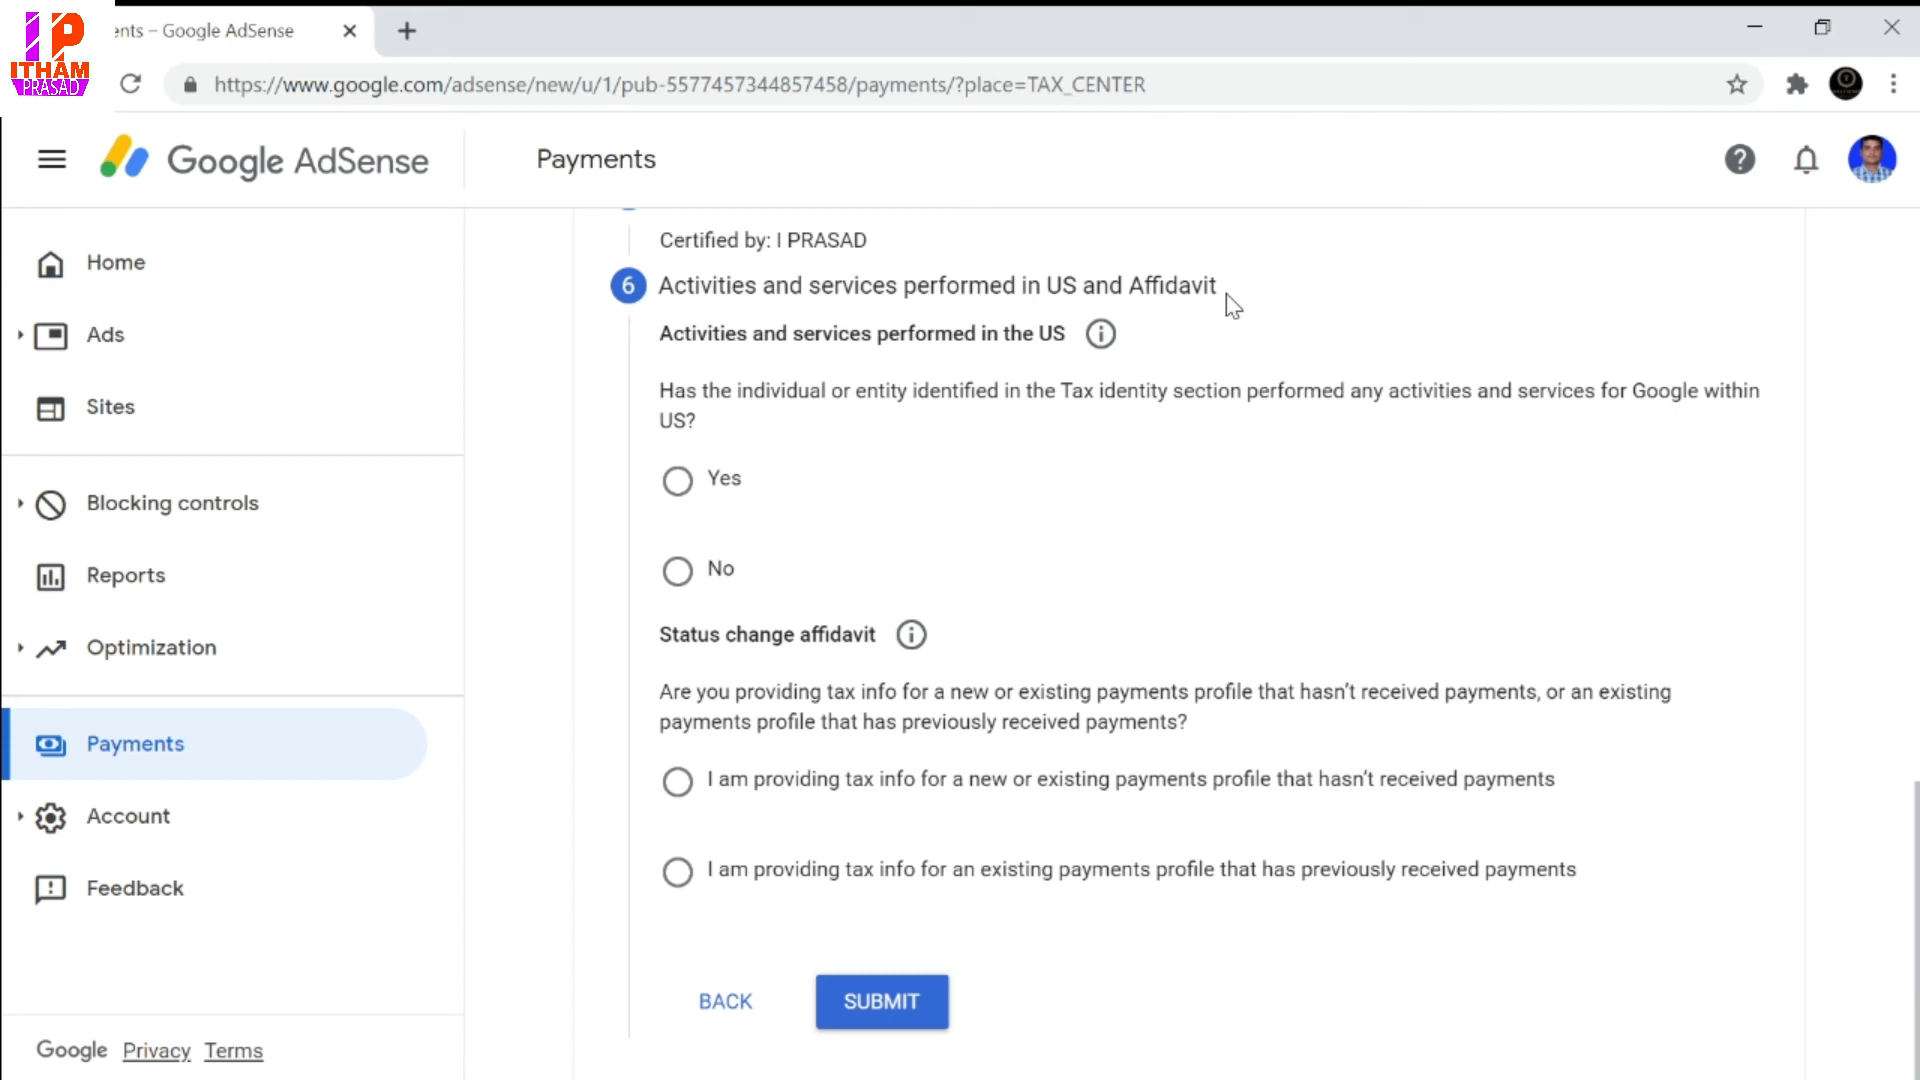 IP
ITHAM
PRASAD
ents – Google AdSense
https://www.google.com/adsense/new/u/1/pub-5577457344857458/payments/?place=TAX_CENTER
Google AdSense
Payments
Home
Ads
Sites
Blocking controls
Reports
Optimization
Payments
Account
Feedback
Google Privacy Terms
Certified by: I PRASAD
6 Activities and services performed in US and Affidavit
Activities and services performed in the US
Has the individual or entity identified in the Tax identity section performed any activities and services for Google within
US?
Yes
No
Status change affidavit
Are you providing tax info for a new or existing payments profile that hasn't received payments, or an existing
payments profile that has previously received payments?
I am providing tax info for a new or existing payments profile that hasn't received payments
I am providing tax info for an existing payments profile that has previously received payments
BACK SUBMIT